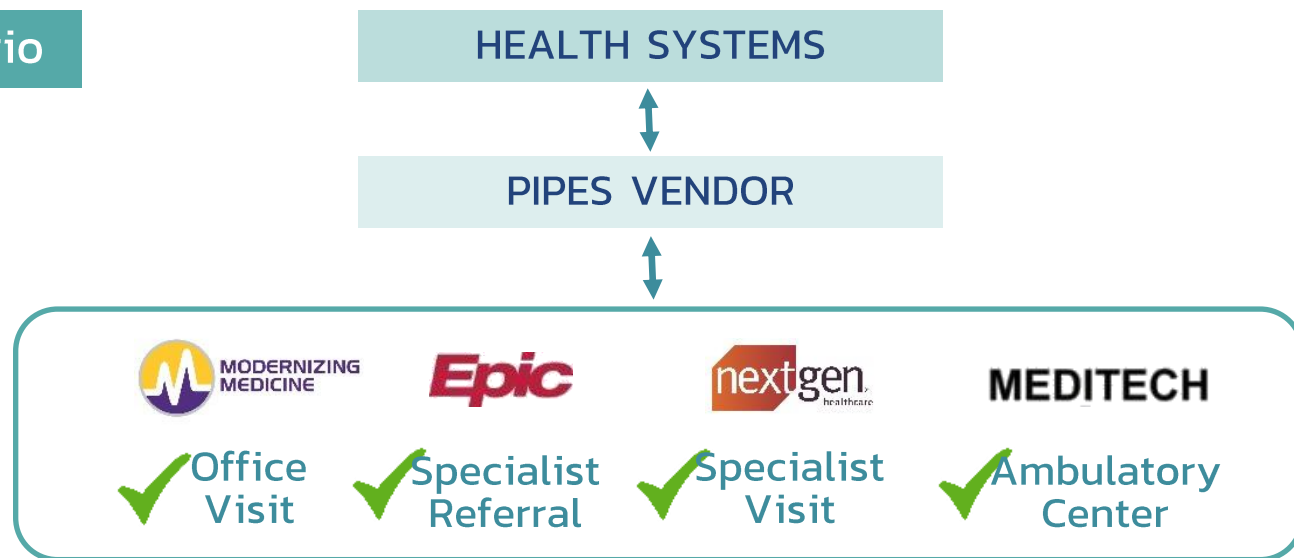 io
HEALTH SYSTEMS
PIPES VENDOR
MODERNIZING
MEDICINE
Epic
nextgen
healthcare
MEDITECH
Office
Visit
Specialist
Referral
Specialist
Visit
Ambulatory
Center